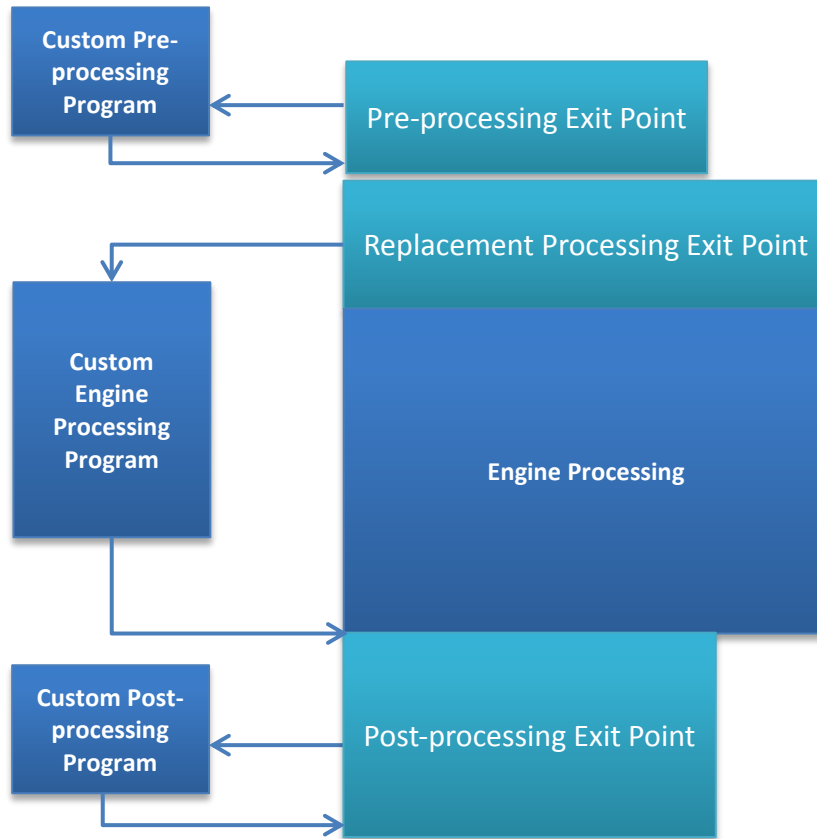 Custom Pre-
processing
Program
Pre-processing Exit Point
Replacement Processing Exit Point
Custom
Engine
Processing
Program
Engine Processing
Custom Post-
processing
Program
Post-processing Exit Point